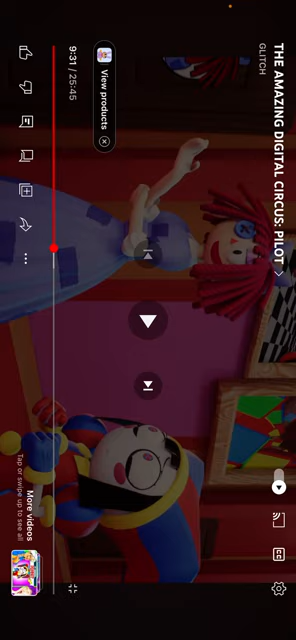 THE AMAZING DIGITAL CIRCUS: PILOT
GLITCH
View products
9:31 / 25:45
More videos
Tap or swipe up to see all